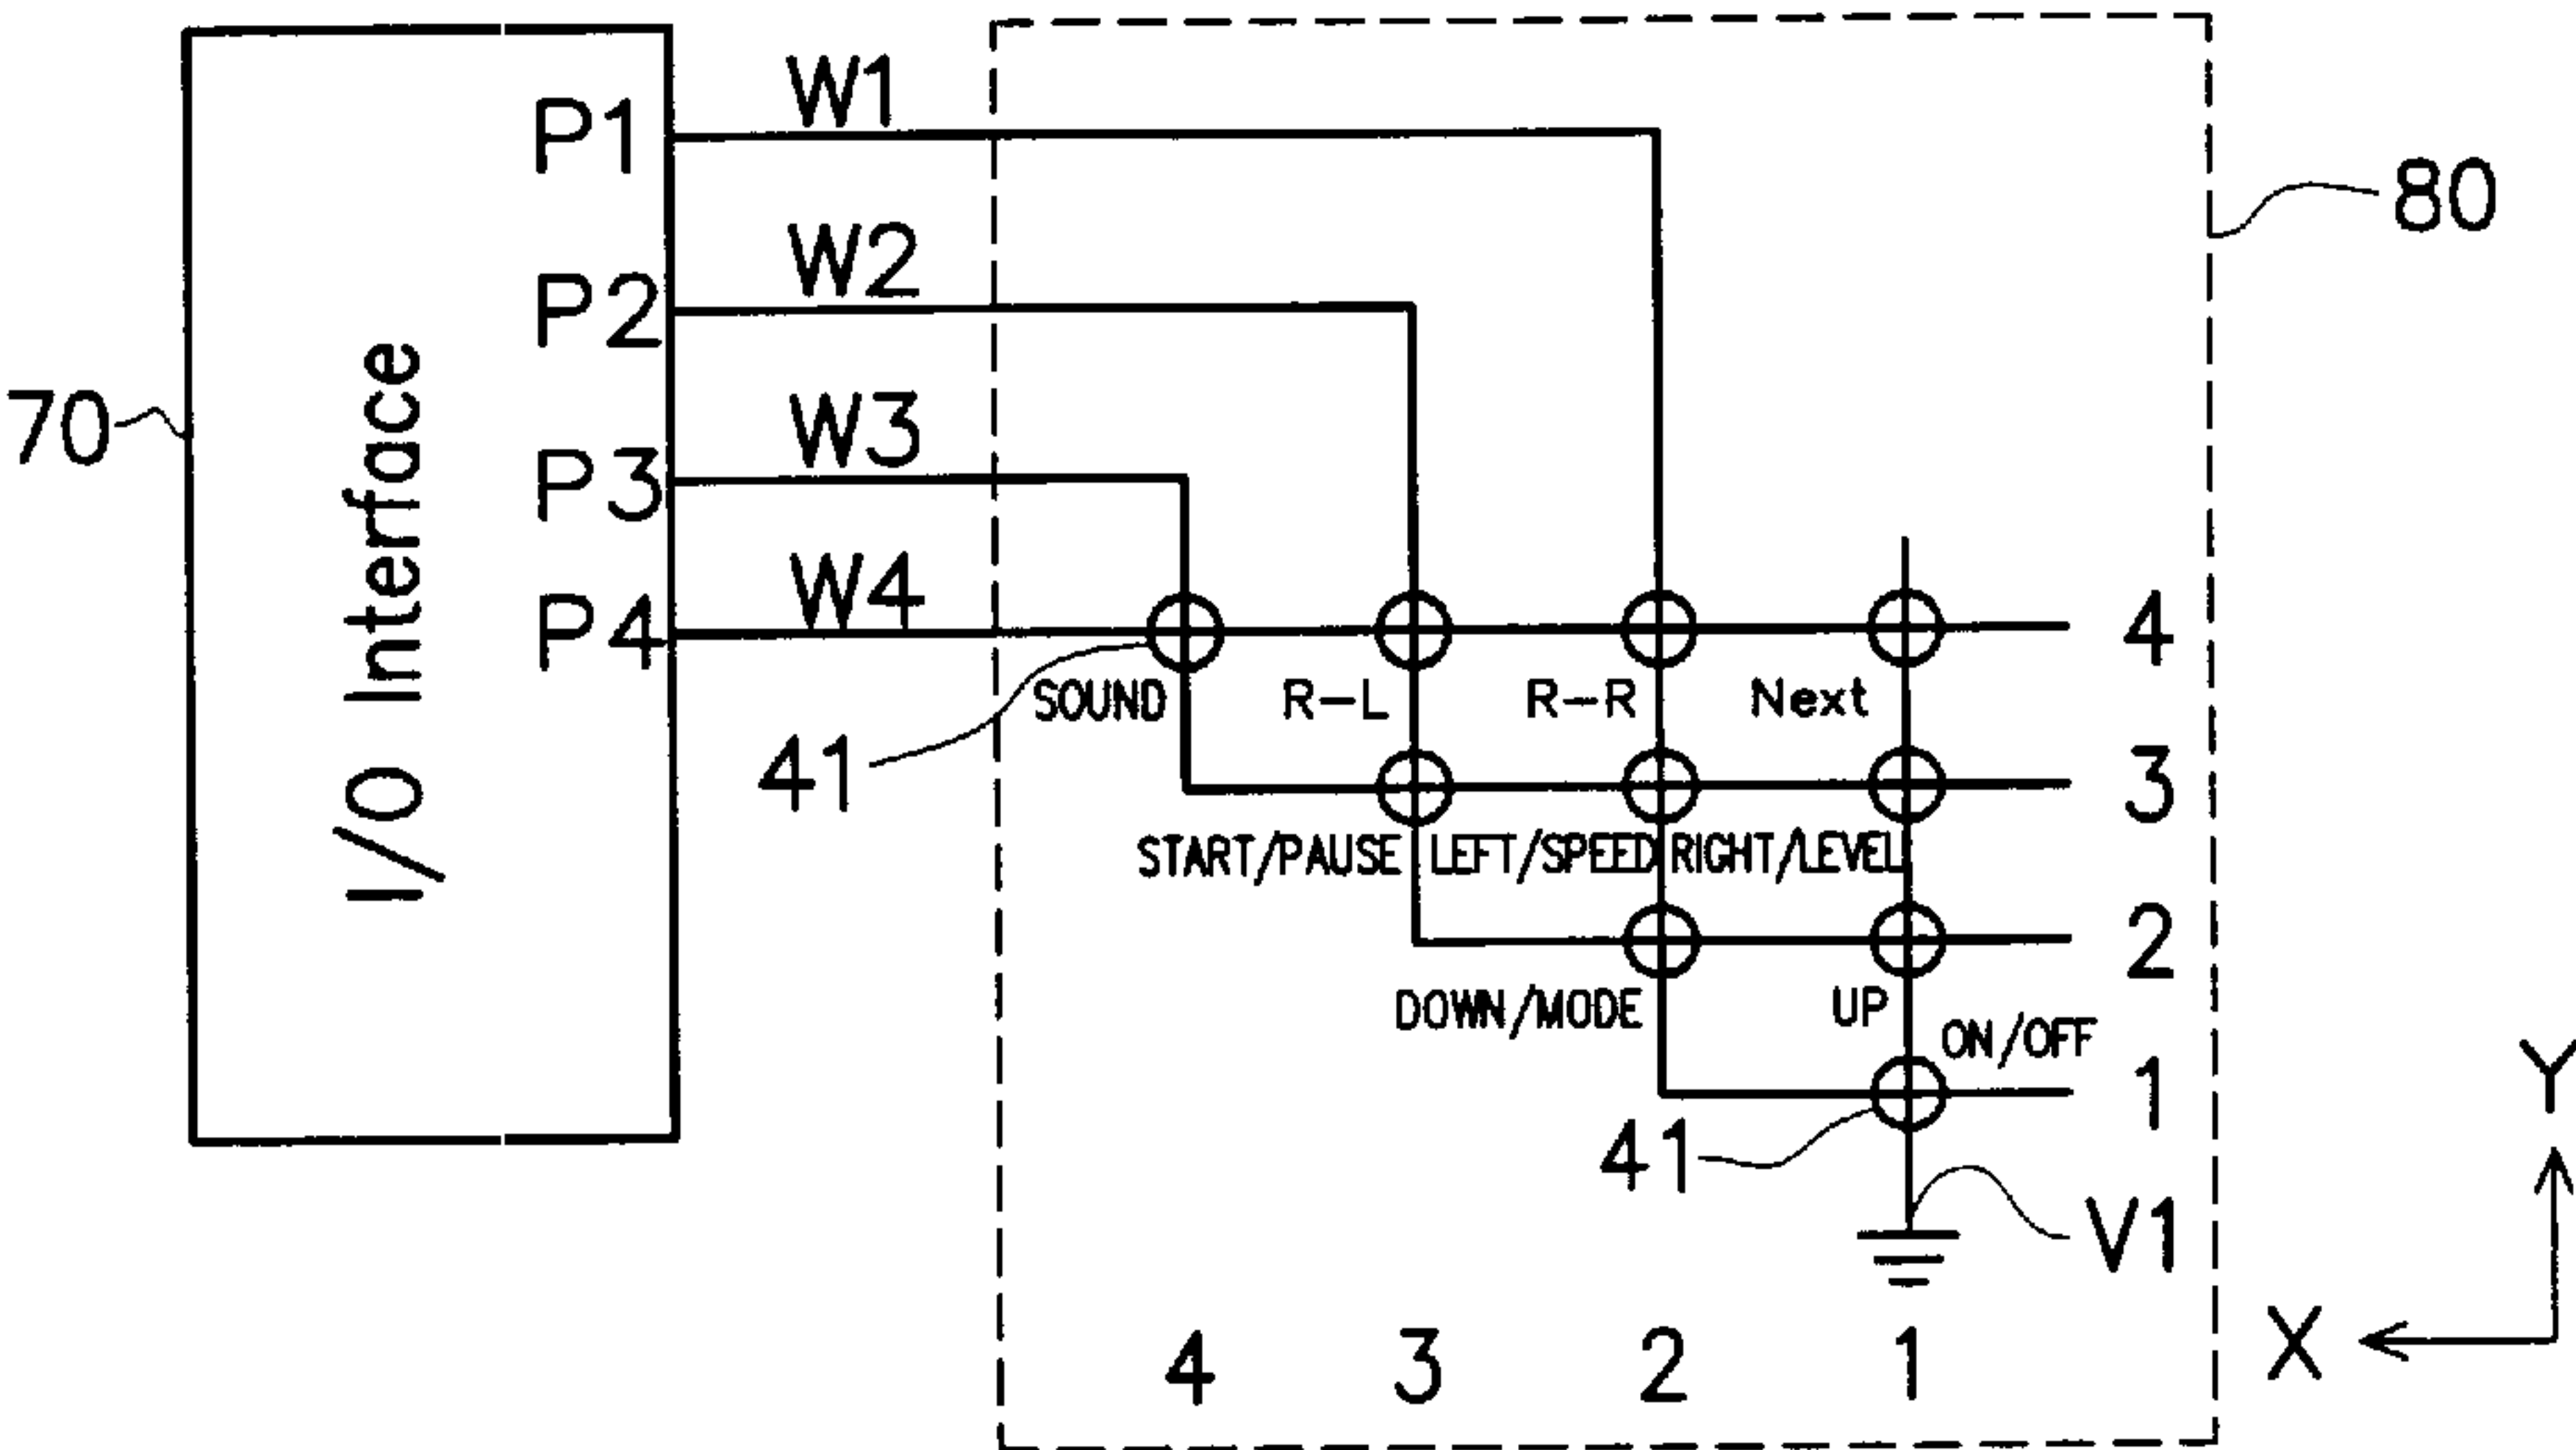 W1
P1
80
W2
P2
W3
70
P3
I/O Interface
W4
P4
4
SOUND
R-L
R-R
Next
41
3
START/PAUSE
LEFT/SPEED
RIGHT/LEVEL
2
DOWN/MODE
UP
ON/OFF
1
Y
41
V1
X
4
3
2
1